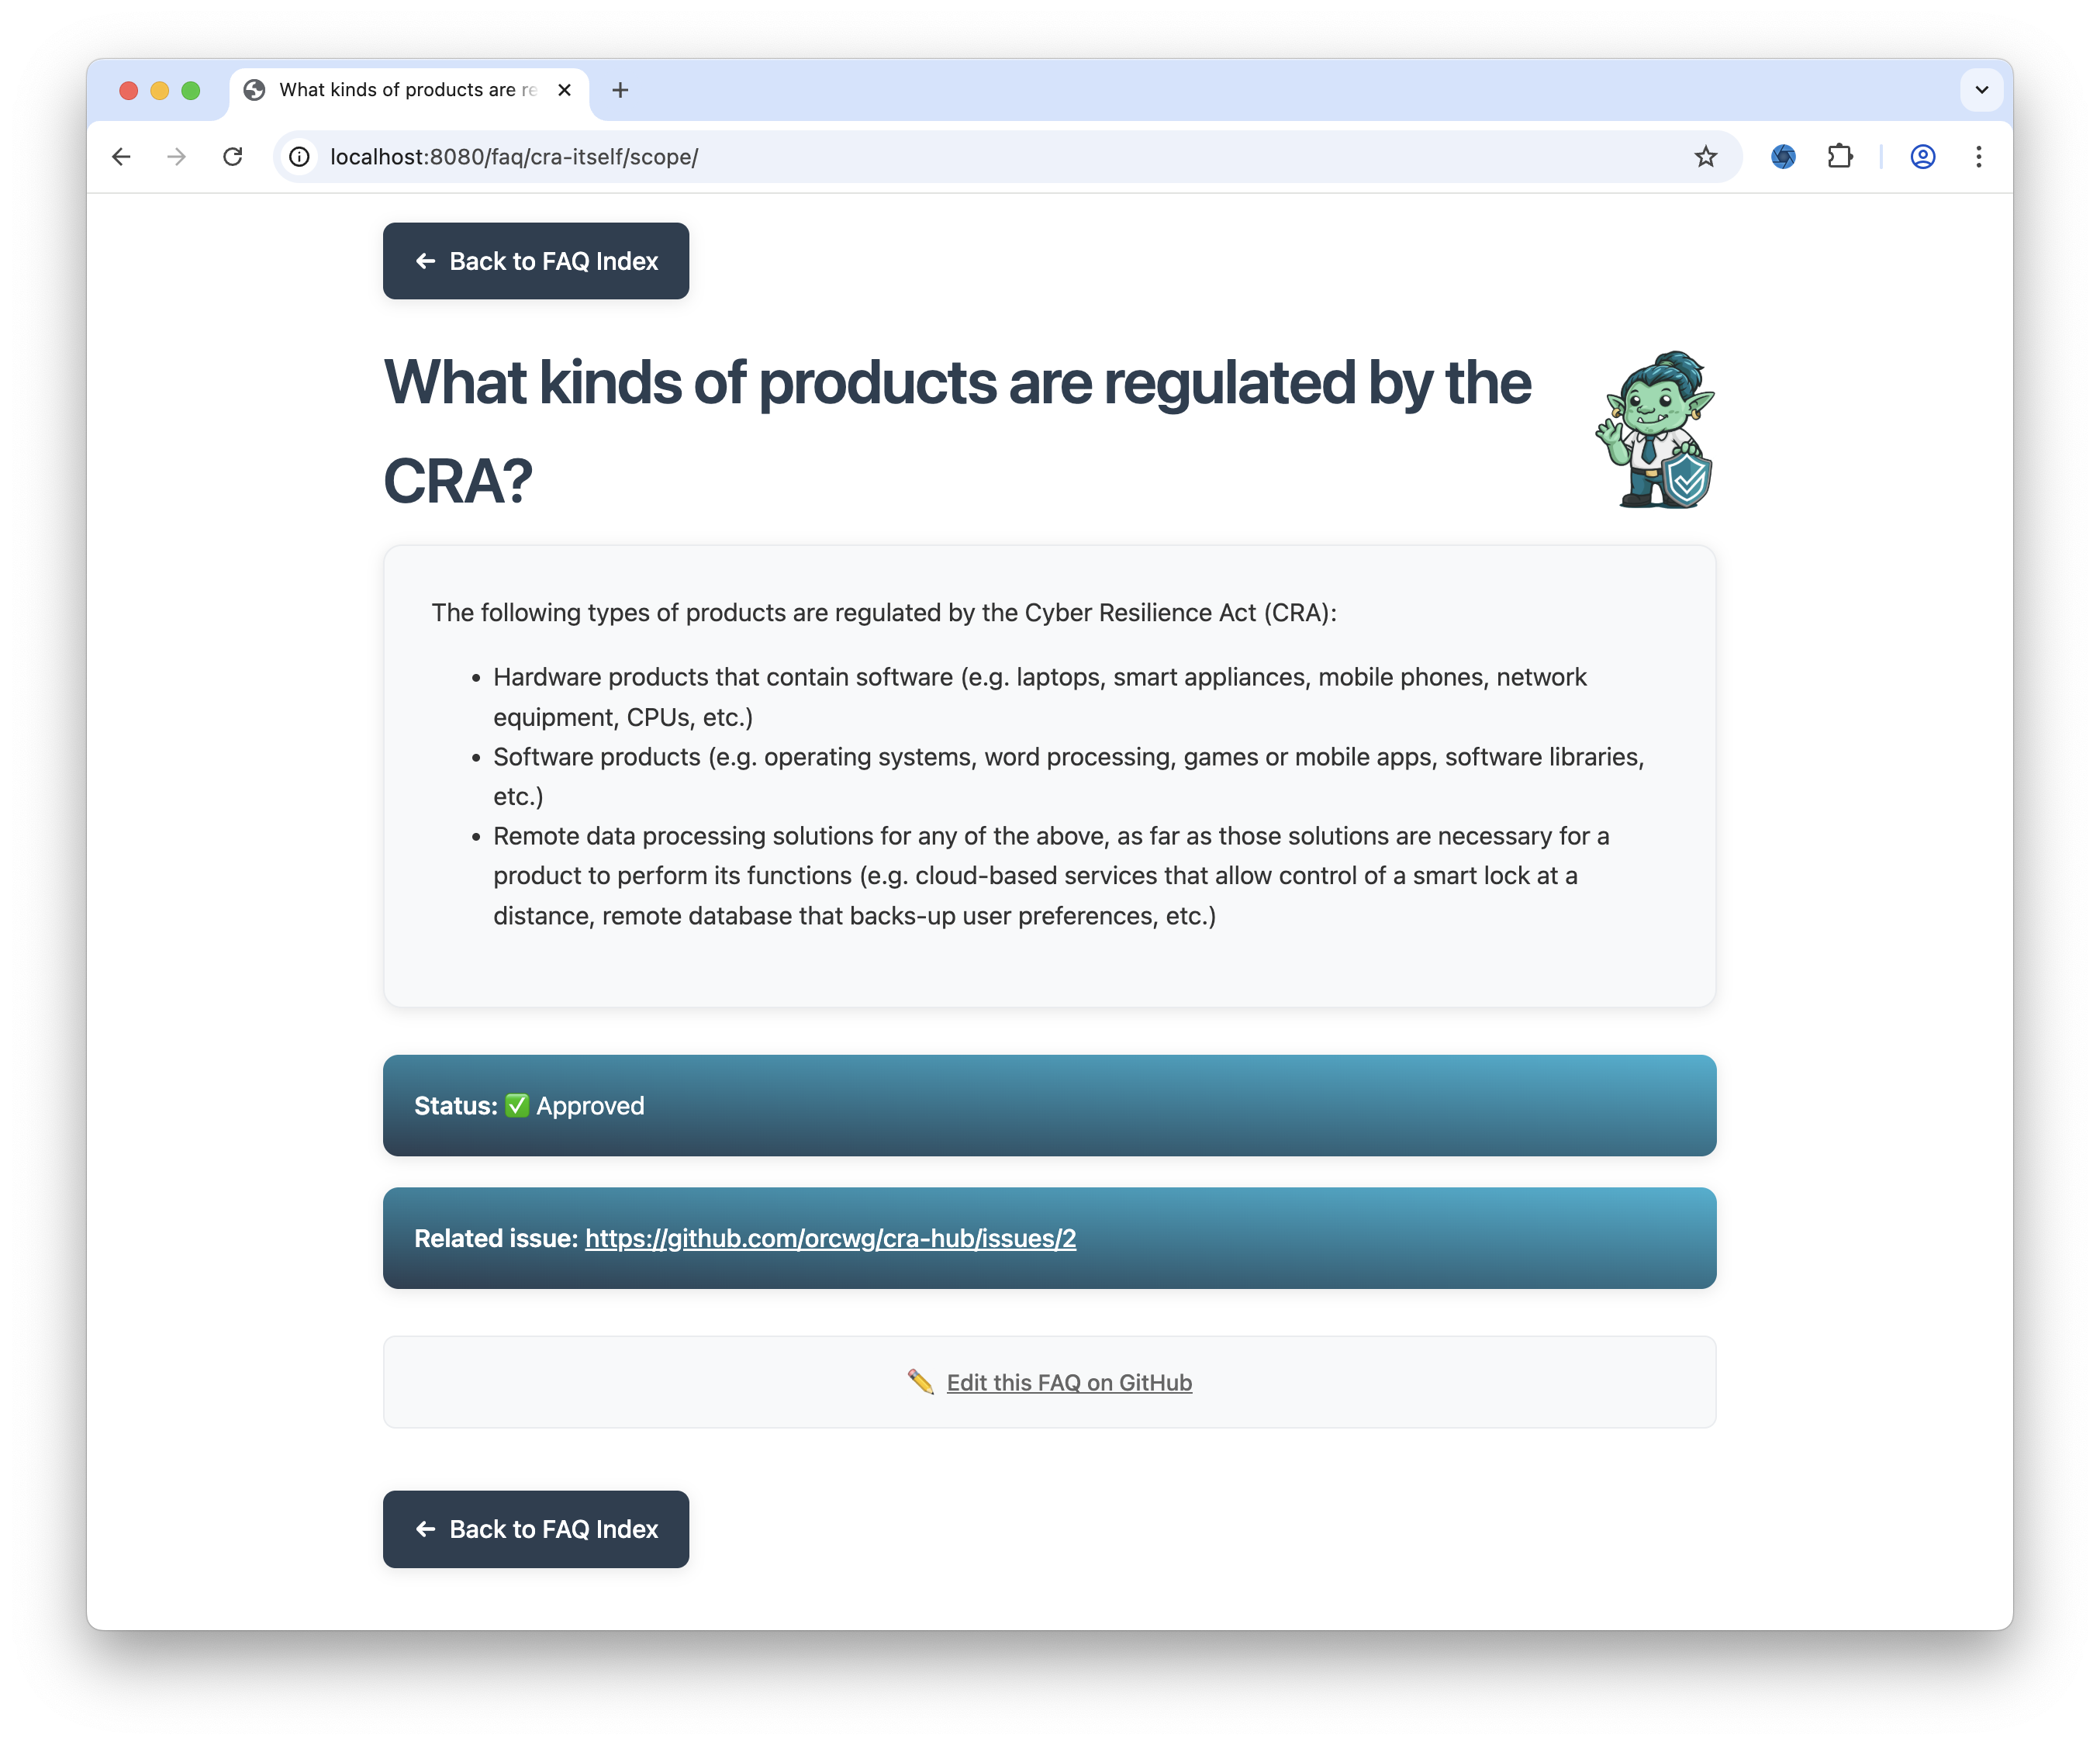 What kinds of products are re
localhost:8080/faq/cra-itself/scope/
← Back to FAQ Index
What kinds of products are regulated by the
CRA?
The following types of products are regulated by the Cyber Resilience Act (CRA):
• Hardware products that contain software (e.g. laptops, smart appliances, mobile phones, network
equipment, CPUs, etc.)
• Software products (e.g. operating systems, word processing, games or mobile apps, software libraries,
etc.)
• Remote data processing solutions for any of the above, as far as those solutions are necessary for a
product to perform its functions (e.g. cloud-based services that allow control of a smart lock at a
distance, remote database that backs-up user preferences, etc.)
Status: ✅ Approved
Related issue: https://github.com/orcwg/cra-hub/issues/2
✏️ Edit this FAQ on GitHub
← Back to FAQ Index